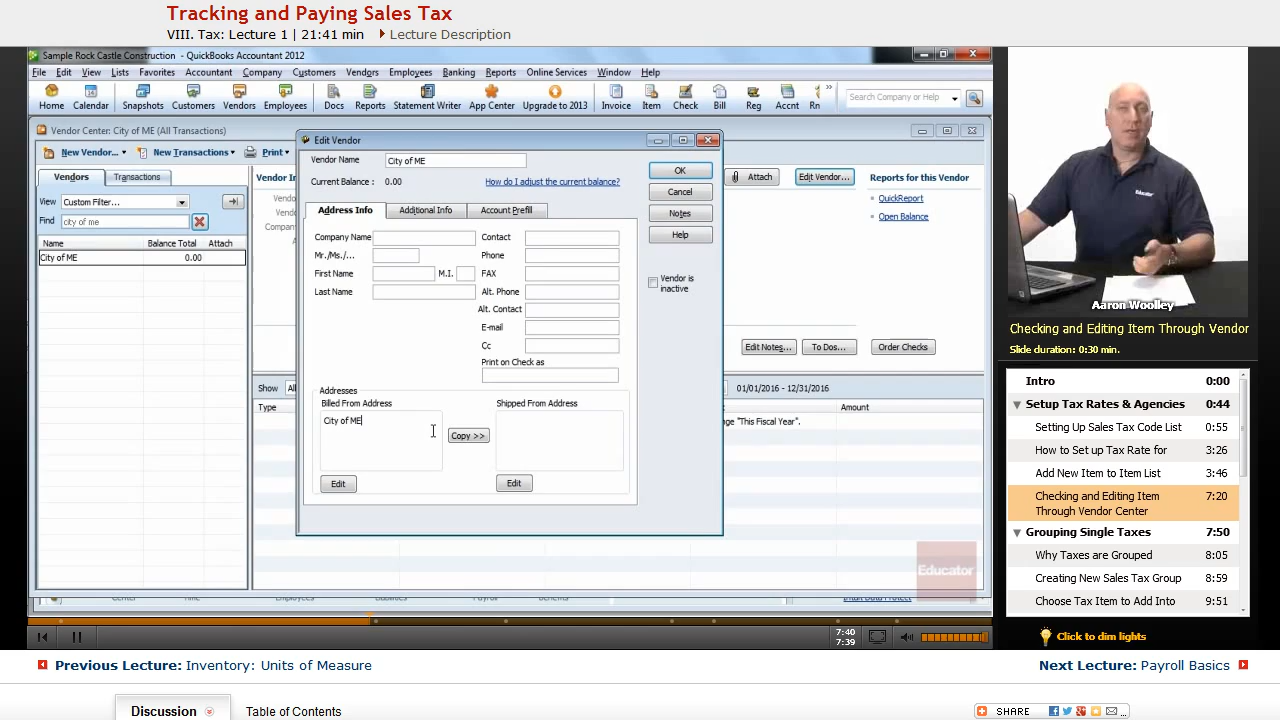 Tracking and Paying Sales Tax
VIII. Tax: Lecture 1 | 21:41 min
Lecture Description
Sample Rock Castle Construction - QuickBooks Accountant 2012
File Edit View Lists Favorites Accountant Company Customers Vendors Employees Banking Reports Online Services Window Help
Home Calendar Snapshots Vendors Employees Docs Reports Statement Writer App Center Upgrade to 2013 Invoice Item Check Bill Reg Accnt Rn
Search Company or Help
Vendor Center: City of ME (All Transactions)
New Vendor... New Transactions Print
Vendors Transactions
View Custom Filter...
Find city of me
Name Balance Total Attach
City of ME 0.00
Edit Vendor
Vendor Name City of ME
Current Balance : 0.00 How do I adjust the current balance?
Address Info Additional Info Account Prefill
Company Name
Mr./Ms./...
First Name M.I.
Last Name
Contact
Phone
FAX
Alt. Phone
Alt. Contact
E-mail
Cc
Print on Check as
Addresses
Billed From Address
City of ME
Copy >>
Shipped From Address
Edit
Edit
OK
Cancel
Notes
Help
Vendor is
inactive
Attach Edit Vendor...
Reports for this Vendor
QuickReport
Open Balance
Edit Notes... To Dos... Order Checks
Show
01/01/2016 - 12/31/2016
Type
Amount
"This Fiscal Year".
Educator
Educator
Aaron Woolley
Checking and Editing Item Through Vendor
Slide duration: 0:30 min.
Intro 0:00
Setup Tax Rates & Agencies 0:44
Setting Up Sales Tax Code List 0:55
How to Set up Tax Rate for 3:26
Add New Item to Item List 3:46
Checking and Editing Item 7:20
Through Vendor Center
Grouping Single Taxes 7:50
Why Taxes are Grouped 8:05
Creating New Sales Tax Group 8:59
Choose Tax Item to Add Into 9:51
7:40
7:39
Click to dim lights
Previous Lecture: Inventory: Units of Measure
Next Lecture: Payroll Basics
Discussion
Table of Contents
SHARE